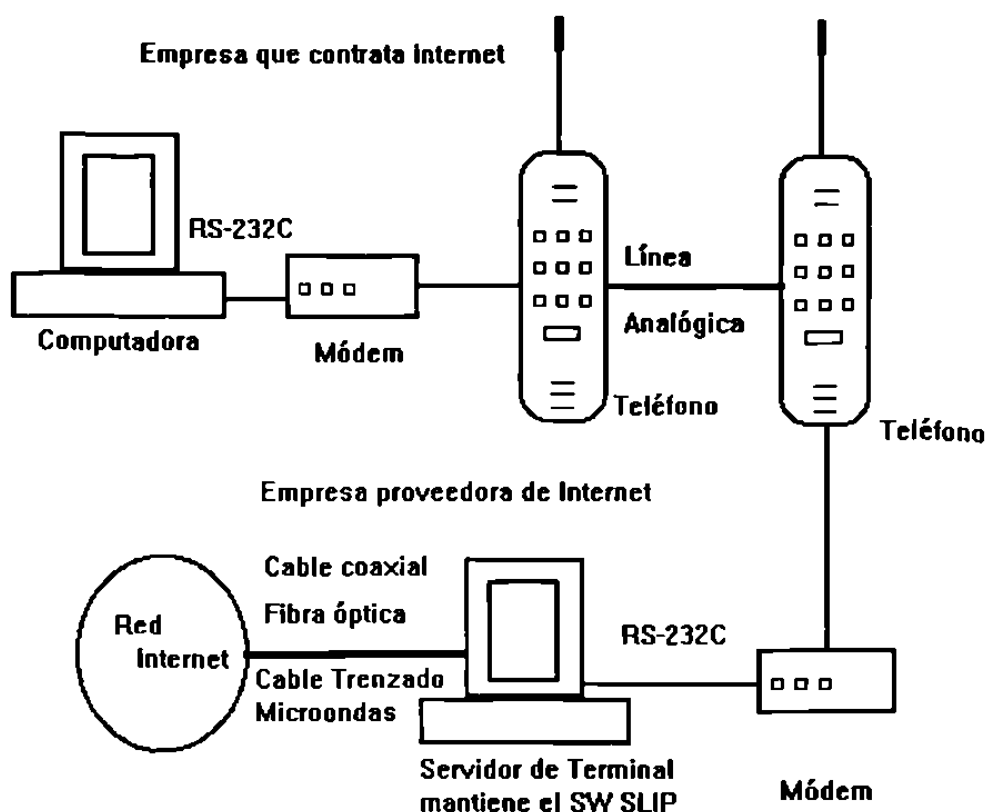 Empresa que contrata internet
RS-232C
Computadora
Módem
Línea
Analógica
Teléfono
Teléfono
Empresa proveedora de Internet
Cable coaxial
Fibra óptica
Red
Internet
Cable Trenzado
Microondas
RS-232C
Servidor de Terminal
mantiene el SW SLIP
Módem